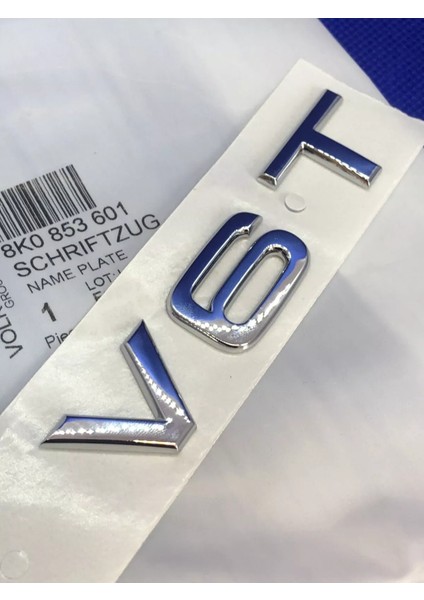 V6T
8K0 853 601
SCHRIFTZUG
NAME PLATE
1